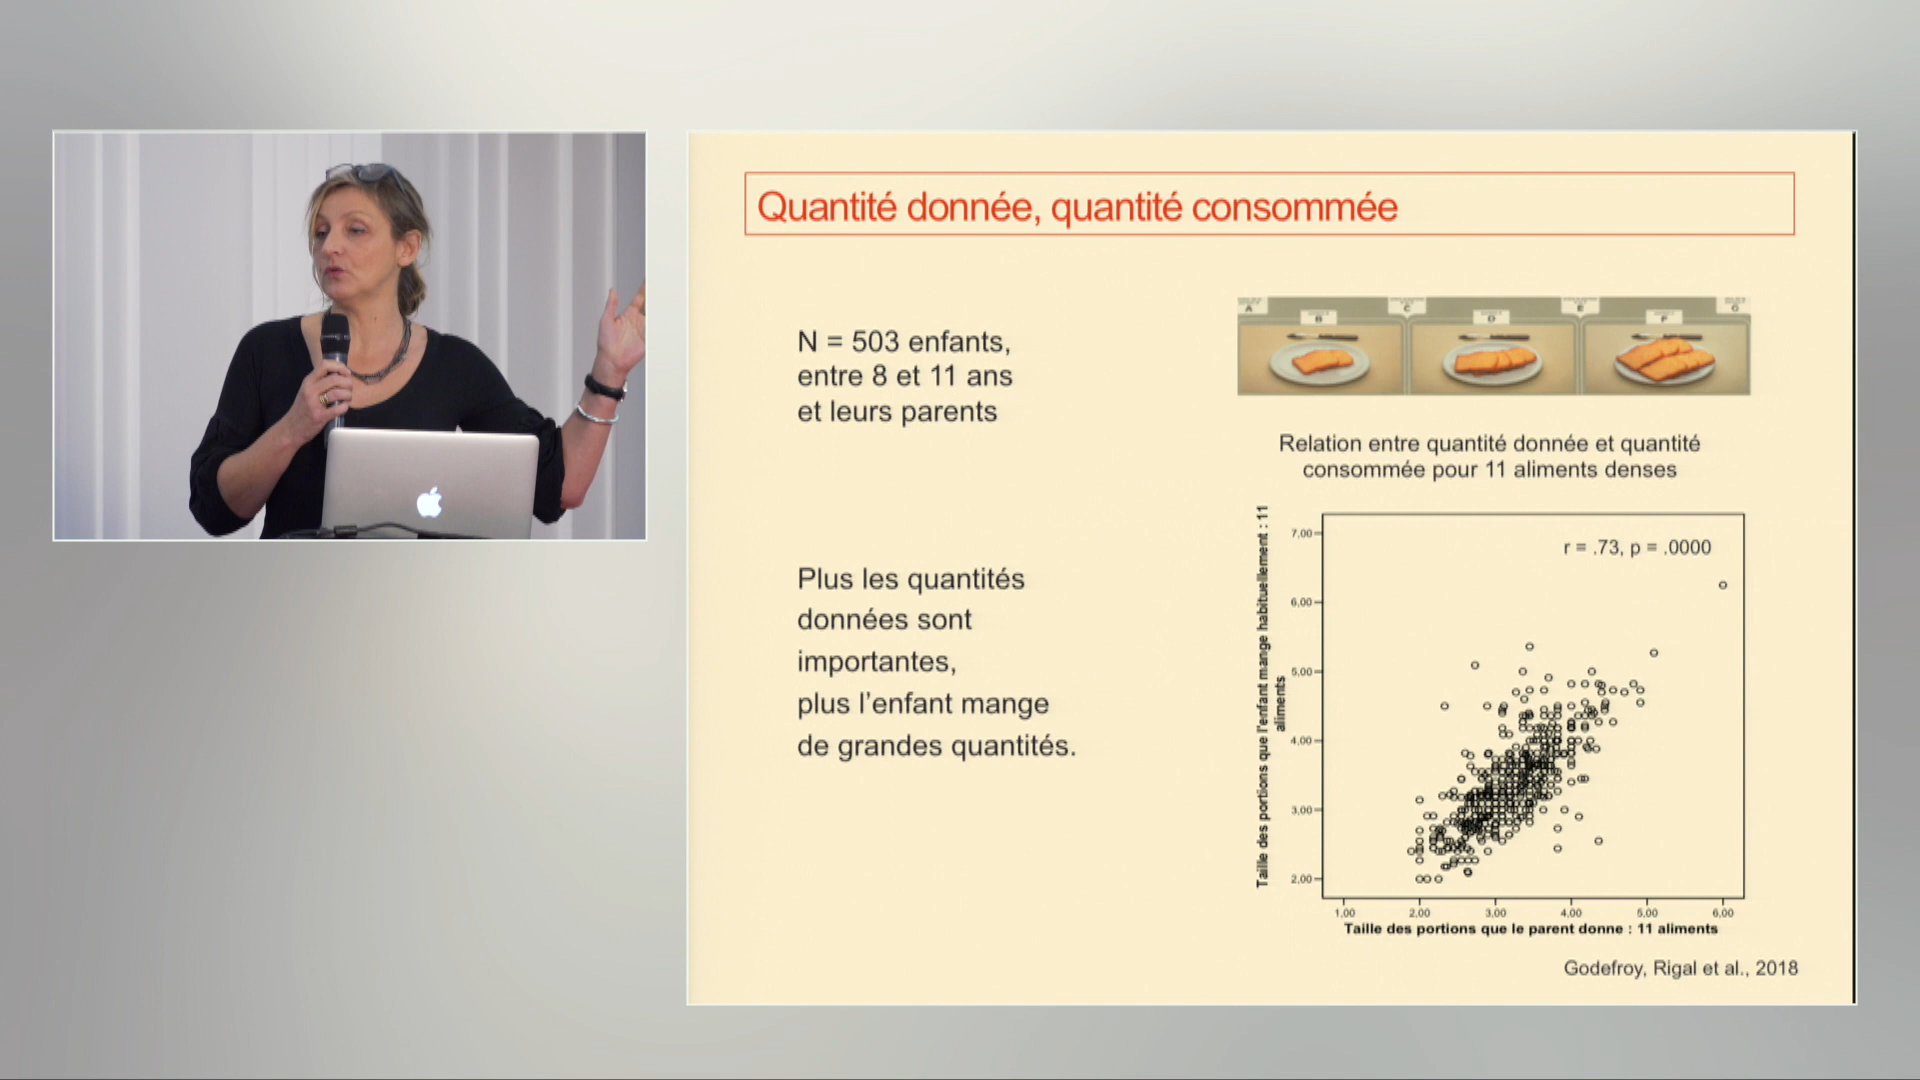 Quantité donnée, quantité consommée
N = 503 enfants,
entre 8 et 11 ans
et leurs parents
Plus les quantités
données sont
importantes,
plus l'enfant mange
de grandes quantités.
A
B
C
D
E
F
G
Relation entre quantité donnée et quantité
consommée pour 11 aliments denses
Taille des portions que l'enfant mange habituellement : 11
aliments
r = .73, p = .0000
7,00
6,00
5,00
4,00
3,00
2,00
1,00 2,00 3,00 4,00 5,00 6,00
Taille des portions que le parent donne : 11 aliments
Godefroy, Rigal et al., 2018